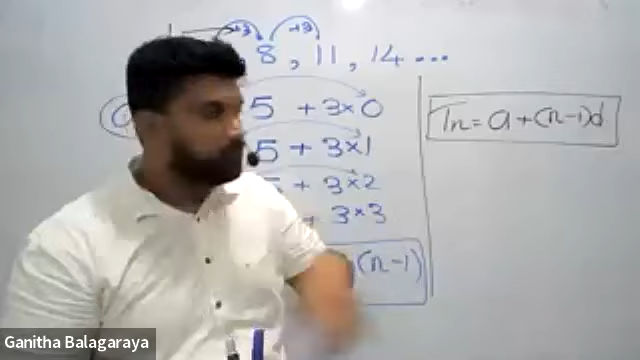 +3 +3
8, 11, 14...
5 + 3×0
5 + 3×1
+ 3×2
+ 3×3
(n-1)
Tn = a + (n-1)d
Ganitha Balagaraya